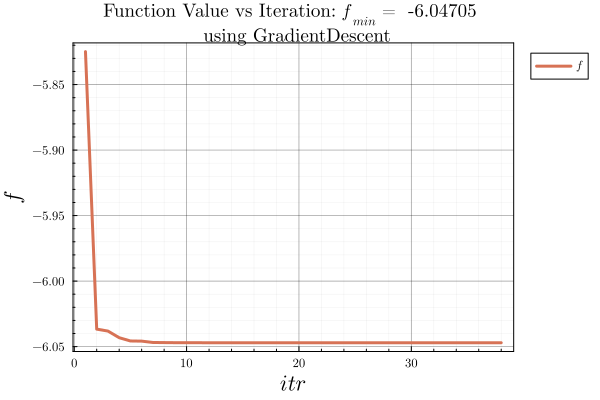 Function Value vs Iteration: f_min = -6.04705
using GradientDescent
f
−5.85
−5.90
−5.95
−6.00
−6.05
f
0 10 20 30
itr